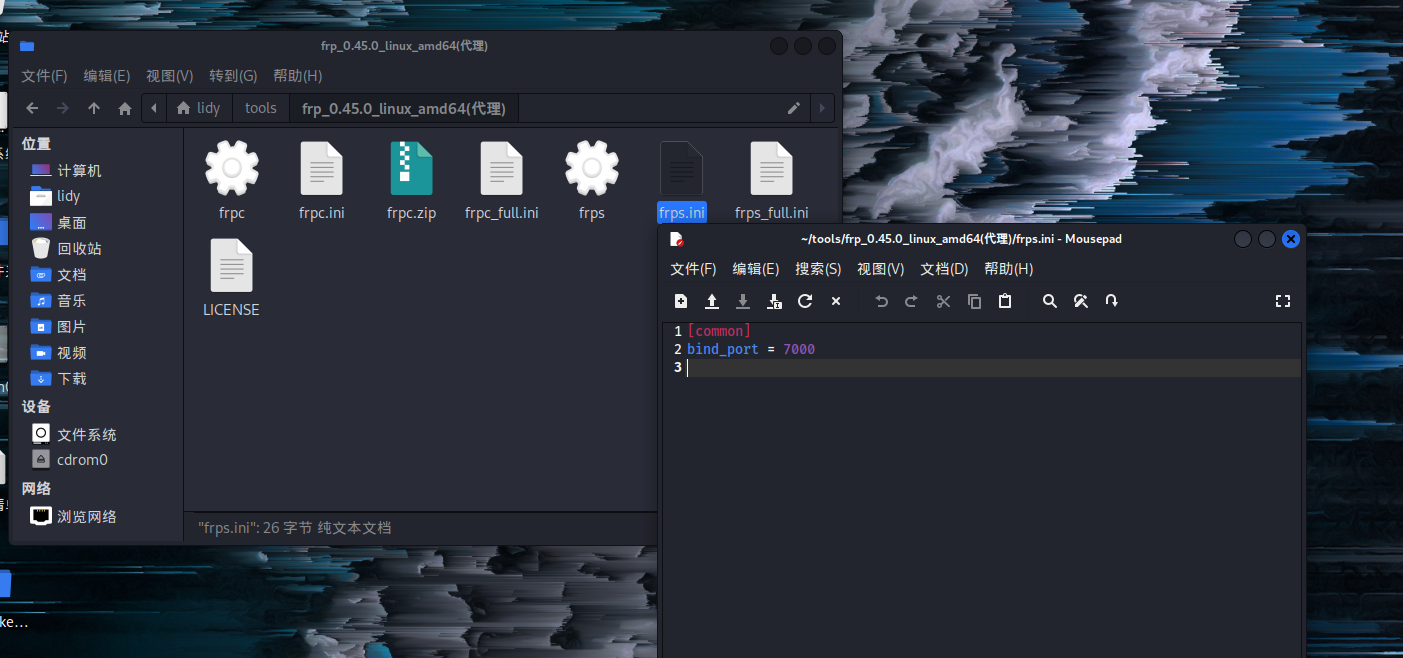 frp_0.45.0_linux_amd64(代理)
文件(F) 编辑(E) 视图(V) 转到(G) 帮助(H)
lidy tools frp_0.45.0_linux_amd64(代理)
位置
计算机
lidy
桌面
回收站
文档
音乐
图片
视频
下载
设备
文件系统
cdrom0
网络
浏览网络
frpc frpc.ini frpc.zip frpc_full.ini frps frps.ini frps_full.ini
LICENSE
"frps.ini": 26 字节 纯文本文档
~/tools/frp_0.45.0_linux_amd64(代理)/frps.ini - Mousepad
文件(F) 编辑(E) 搜索(S) 视图(V) 文档(D) 帮助(H)
1 [common]
2 bind_port = 7000
3
ke...